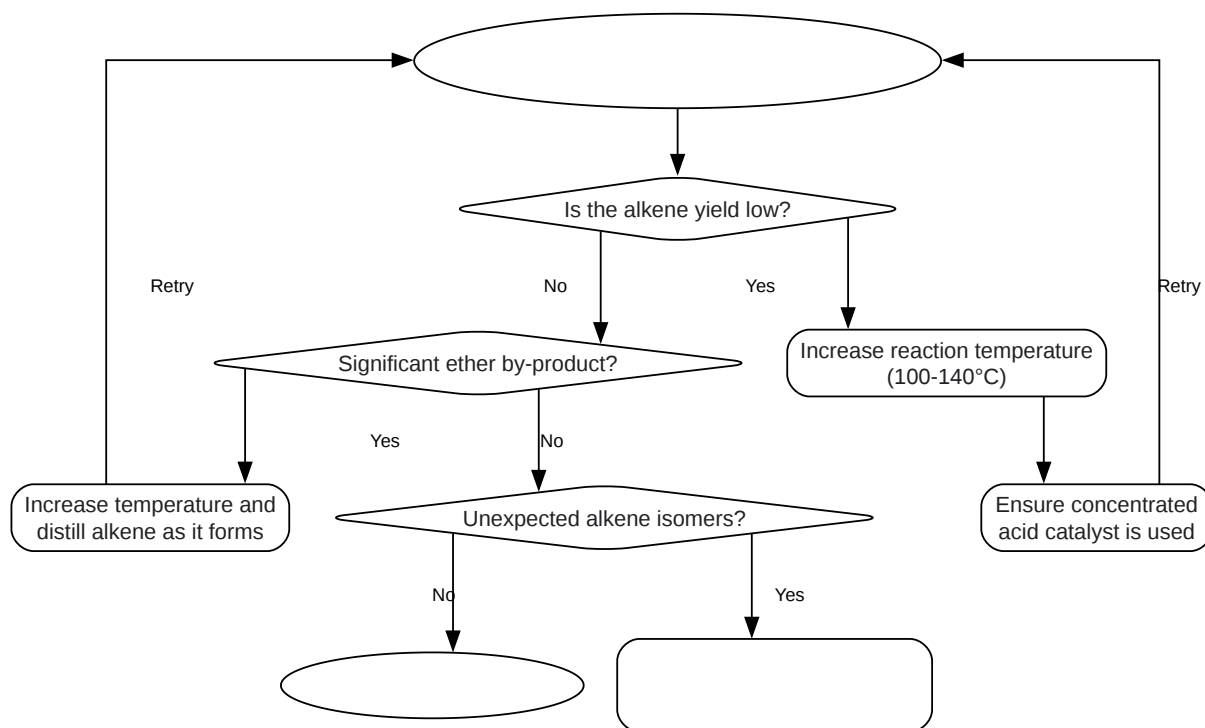 Is the alkene yield low?
Retry
No
Yes
Retry
Significant ether by-product?
Increase reaction temperature
(100-140°C)
Yes
No
Increase temperature and
distill alkene as it forms
Unexpected alkene isomers?
Ensure concentrated
acid catalyst is used
No
Yes